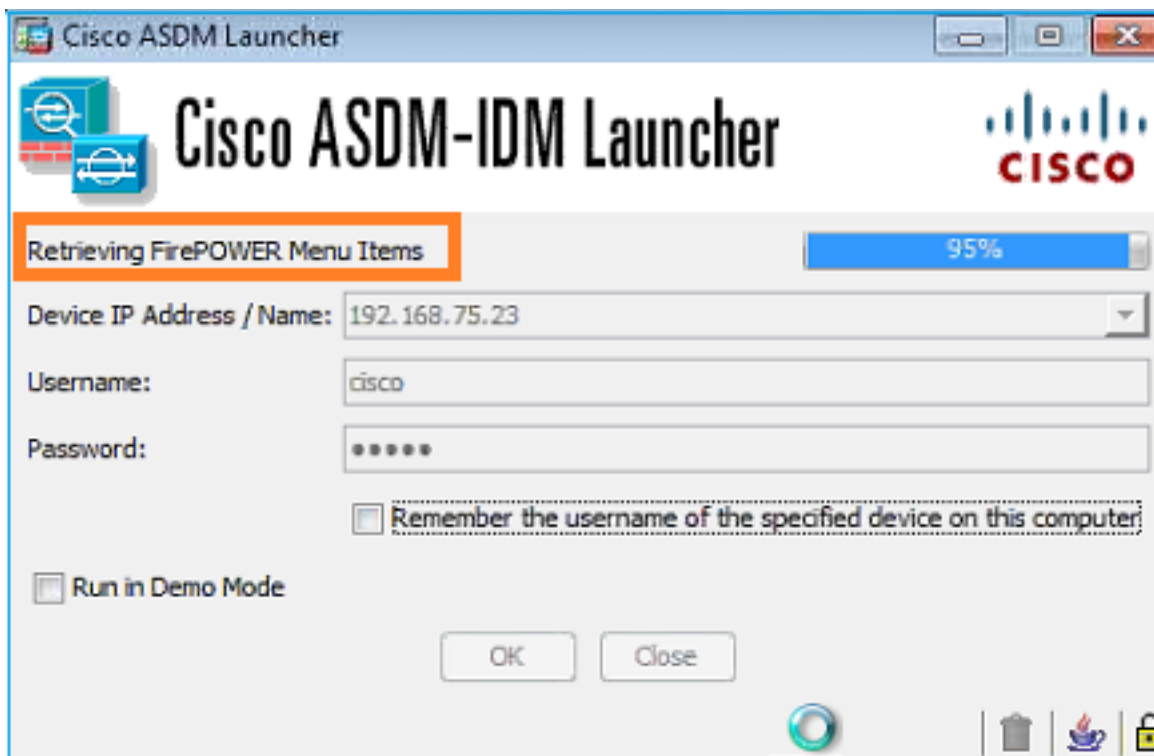 Cisco ASDM Launcher
Cisco ASDM-IDM Launcher
CISCO
Retrieving FirePOWER Menu Items
95%
Device IP Address / Name:
192.168.75.23
Username:
cisco
Password:
•••••
Remember the username of the specified device on this computer
Run in Demo Mode
OK
Close